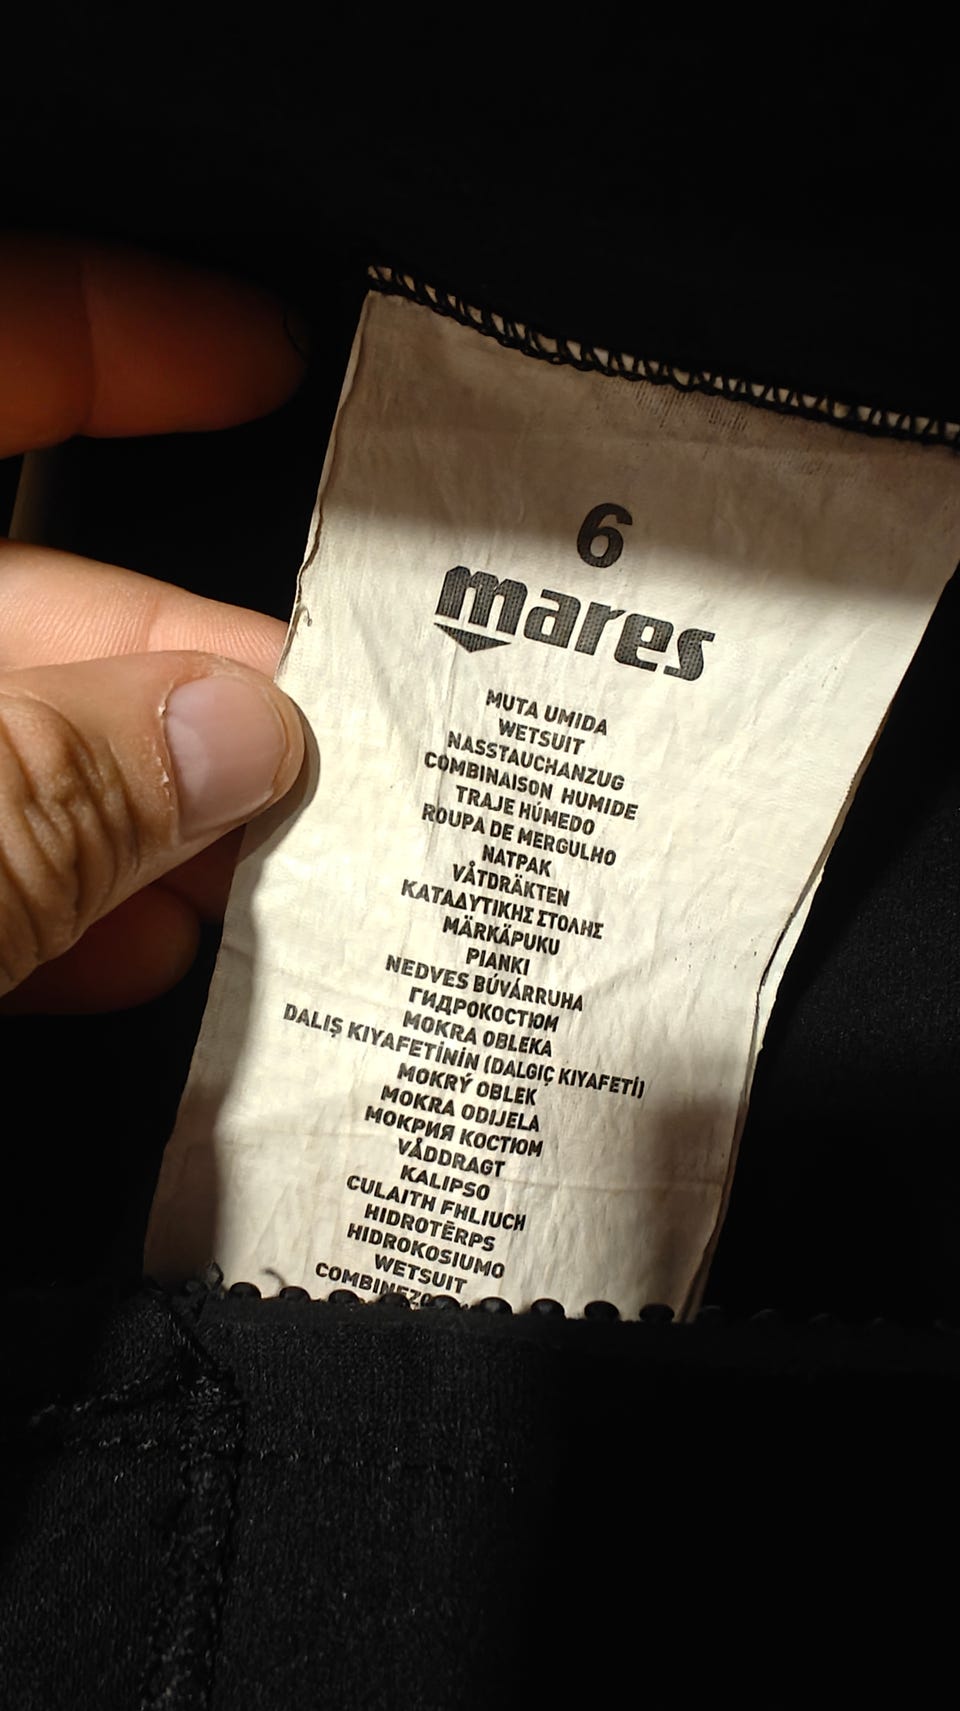 6
mares
MUTA UMIDA
WETSUIT
NASSTAUCHANZUG
COMBINAISON HUMIDE
TRAJE HÚMEDO
ROUPA DE MERGULHO
NATPAK
VÅTDRÄKTEN
ΚΑΤΑΔΥΤΙΚΗΣ ΣΤΟΛΗΣ
MÄRKÄPUKU
PIANKI
NEDVES BÚVÁRRUHA
ГИДРОКОСТЮМ
MOKRA OBLEKA
DALIŞ KIYAFETİNİN (DALGIÇ KIYAFETİ)
MOKRÝ OBLEK
MOKRA ODIJELA
МОКРИЯ КОСТЮМ
VÅDDRAGT
KALIPSO
CULAITH FHLIUCH
HIDROTĒRPS
HIDROKOSIUMO
WETSUIT